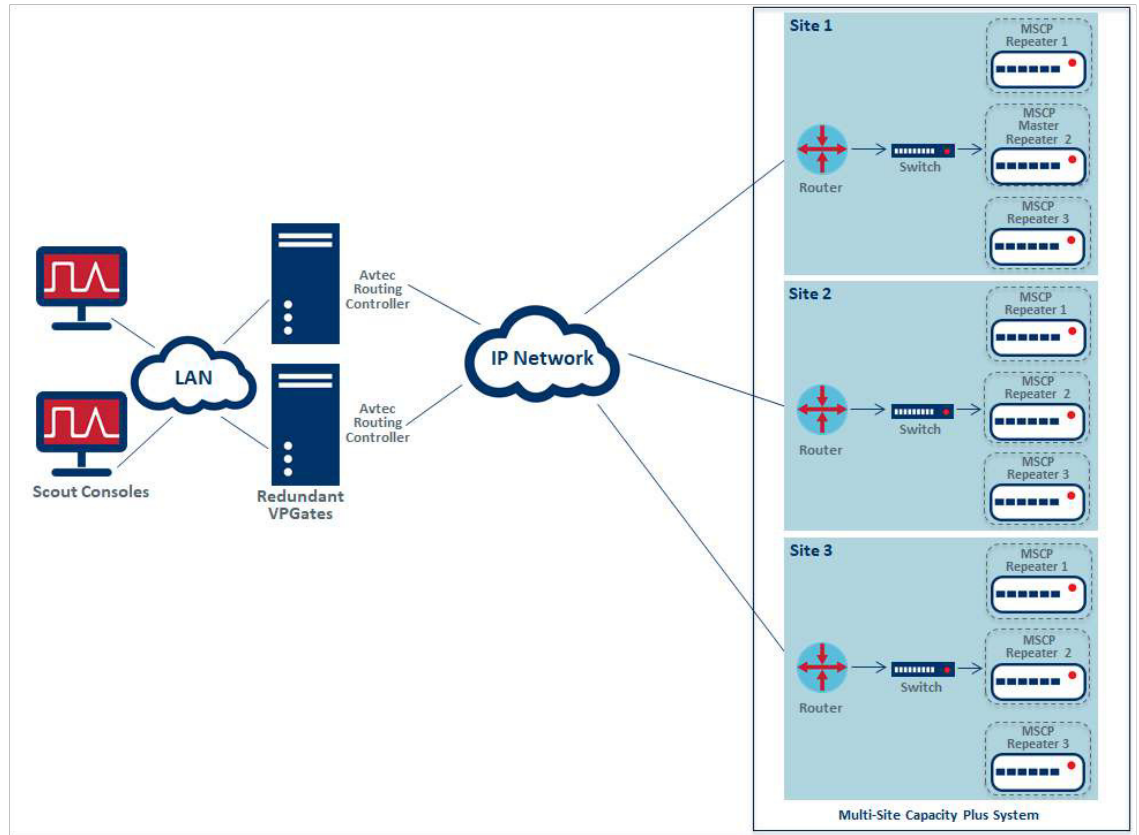 Scout Consoles
LAN
Redundant
VPGates
Avtec
Routing
Controller
Avtec
Routing
Controller
IP Network
Site 1
Router
Switch
MSCP
Repeater 1
MSCP
Master
Repeater 2
MSCP
Repeater 3
Site 2
Router
Switch
MSCP
Repeater 1
MSCP
Repeater 2
MSCP
Repeater 3
Site 3
Router
Switch
MSCP
Repeater 1
MSCP
Repeater 2
MSCP
Repeater 3
Multi-Site Capacity Plus System